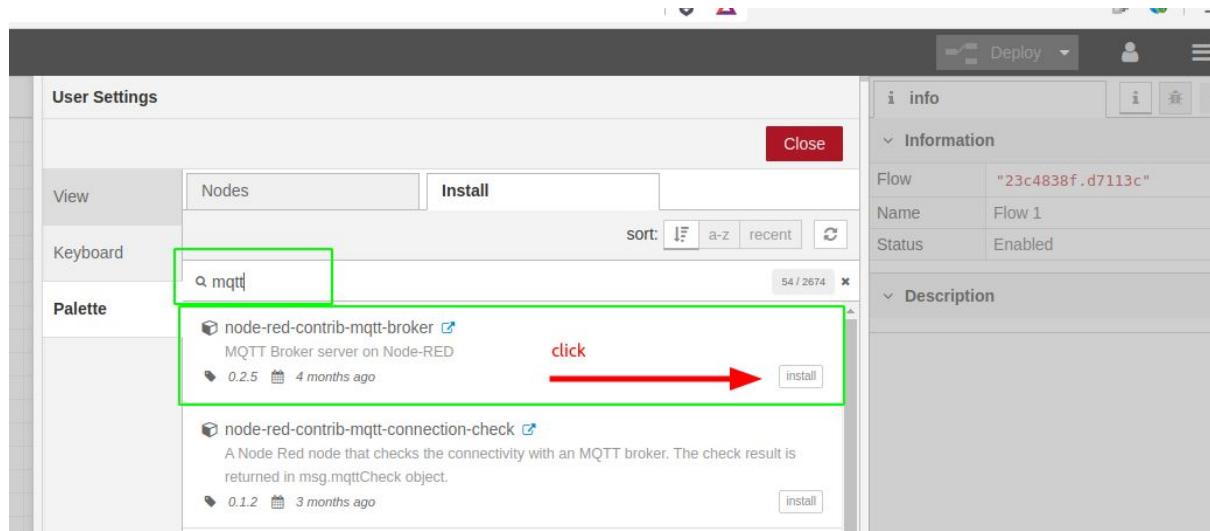 Deploy
User Settings
Close
View
Keyboard
Palette
Nodes
Install
sort:
a-z
recent
mqtt
54 / 2674
node-red-contrib-mqtt-broker
MQTT Broker server on Node-RED
0.2.5 4 months ago
click
install
node-red-contrib-mqtt-connection-check
A Node Red node that checks the connectivity with an MQTT broker. The check result is
returned in msg.mqttCheck object.
0.1.2 3 months ago
install
i info
i
Information
Flow "23c4838f.d7113c"
Name Flow 1
Status Enabled
Description